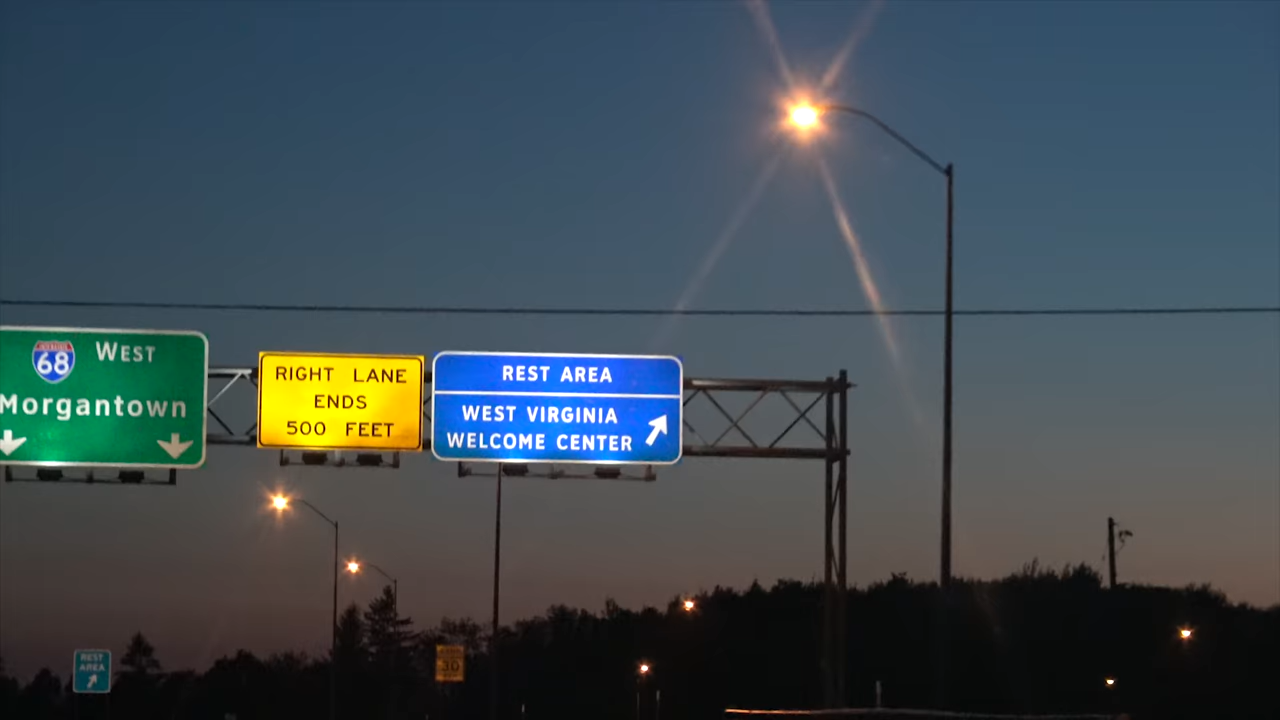 68 WEST
Morgantown
RIGHT LANE
ENDS
500 FEET
REST AREA
WEST VIRGINIA
WELCOME CENTER
REST
AREA
30